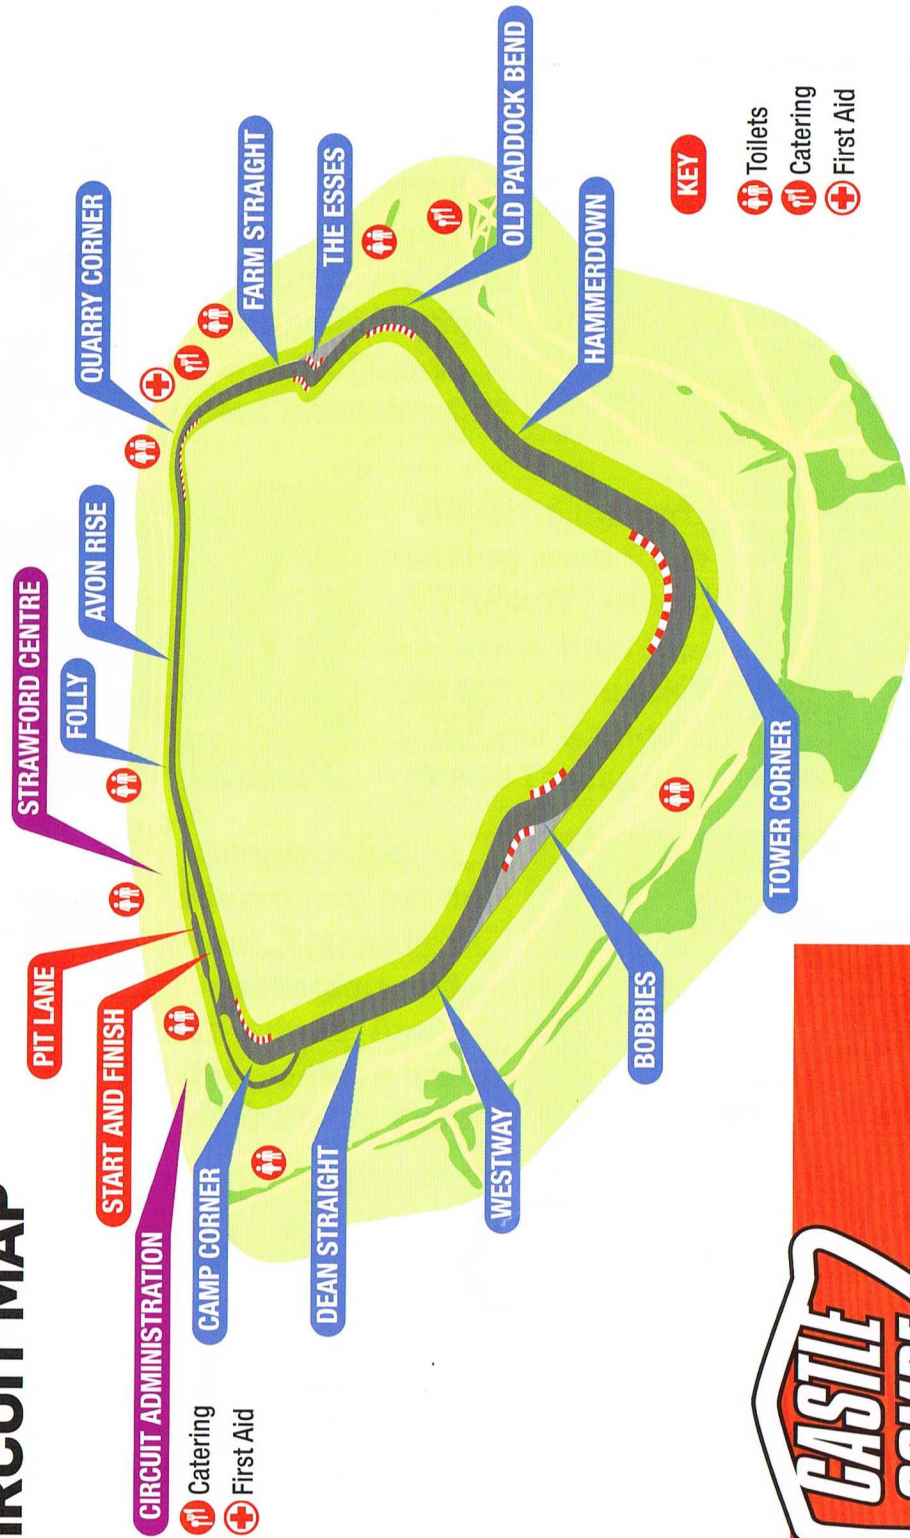 IRCUIT MAP
CIRCUIT ADMINISTRATION
Catering
First Aid
CAMP CORNER
START AND FINISH
PIT LANE
STRAWFORD CENTRE
FOLLY
AVON RISE
QUARRY CORNER
FARM STRAIGHT
THE ESSES
OLD PADDOCK BEND
HAMMERDOWN
DEAN STRAIGHT
WESTWAY
BOBBIES
TOWER CORNER
KEY
Toilets
Catering
First Aid
CASTLE